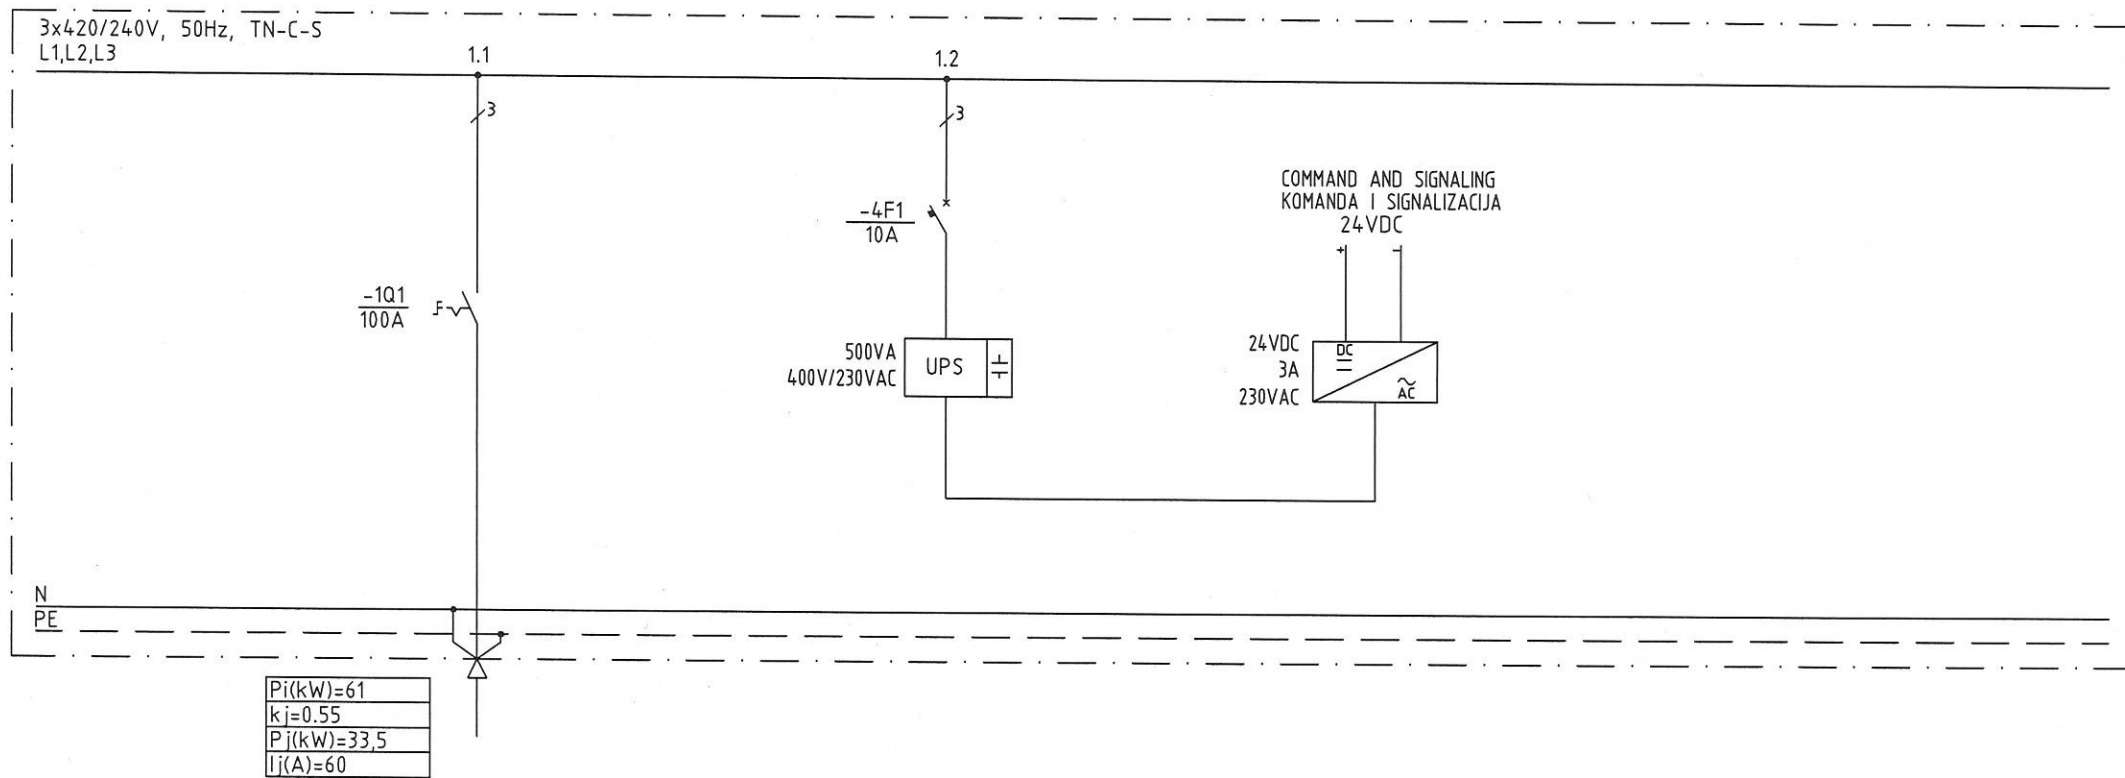 3x420/240V, 50Hz, TN-C-S
L1,L2,L3
1.1
1.2
3
3
COMMAND AND SIGNALING
KOMANDA I SIGNALIZACIJA
24VDC
+
-
-4F1
10A
-1Q1
100A
500VA
400V/230VAC
UPS
24VDC
3A
230VAC
DC
AC
N
PE
Pi(kW)=61
kj=0.55
Pj(kW)=33,5
Ij(A)=60